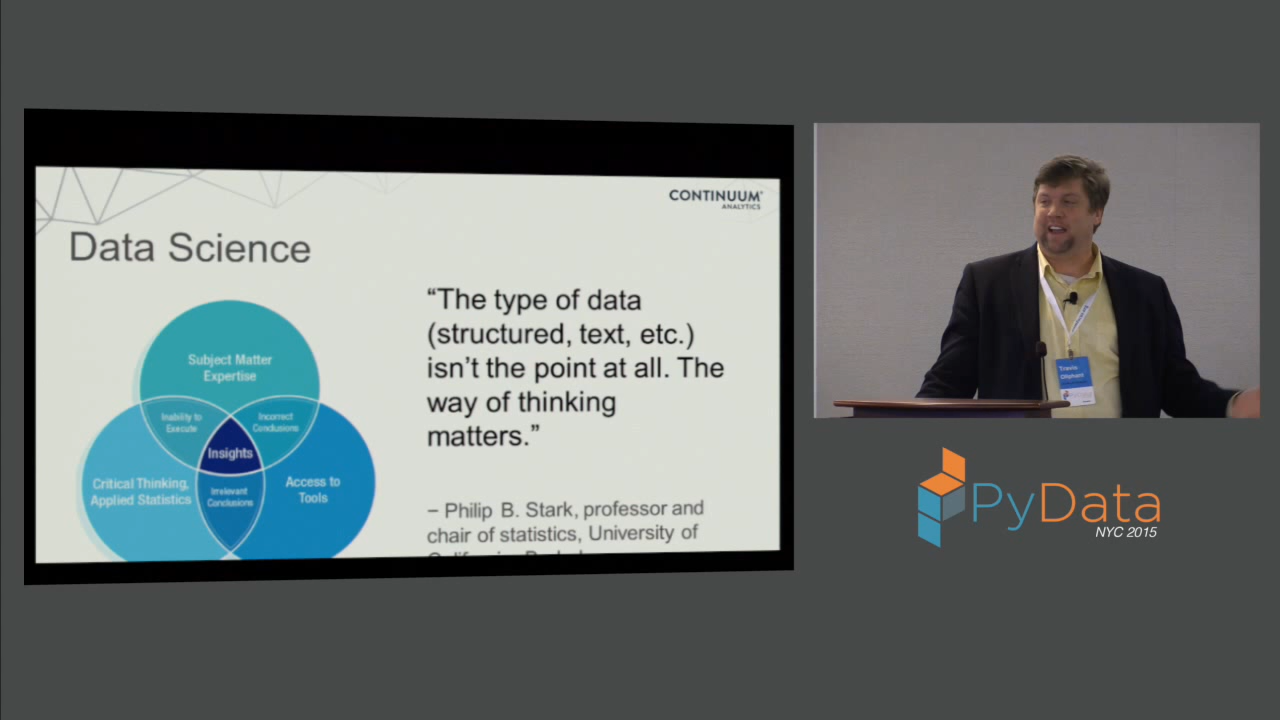 CONTINUUM
ANALYTICS
Data Science
Subject Matter
Expertise
Inability to
Execute
Incorrect
Conclusions
Insights
Critical Thinking,
Applied Statistics
Irrelevant
Conclusions
Access to
Tools
“The type of data
(structured, text, etc.)
isn’t the point at all. The
way of thinking
matters.”
– Philip B. Stark, professor and
chair of statistics, University of
Travis
Oliphant
PyData
NYC 2015